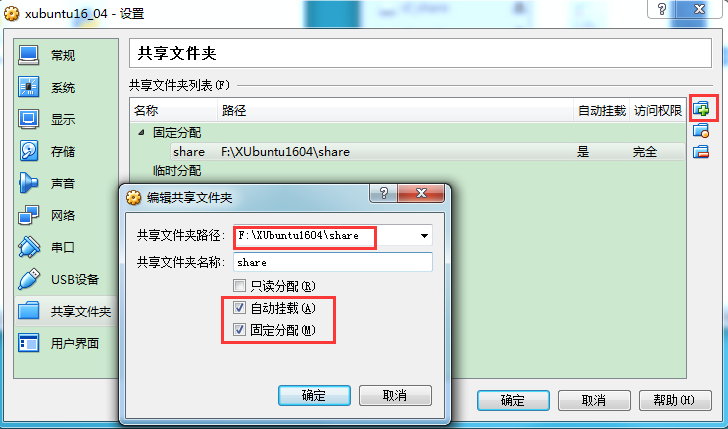 xubuntu16_04 - 设置
常规
系统
显示
存储
声音
网络
串口
USB设备
共享文件夹
用户界面
共享文件夹
共享文件夹列表(F)
名称 路径 自动挂载 访问权限
固定分配
share F:\XUbuntu1604\share 是 完全
临时分配
编辑共享文件夹
共享文件夹路径: F:\XUbuntu1604\share
共享文件夹名称: share
只读分配(R)
自动挂载(A)
固定分配(M)
确定 取消
确定 取消 帮助(H)